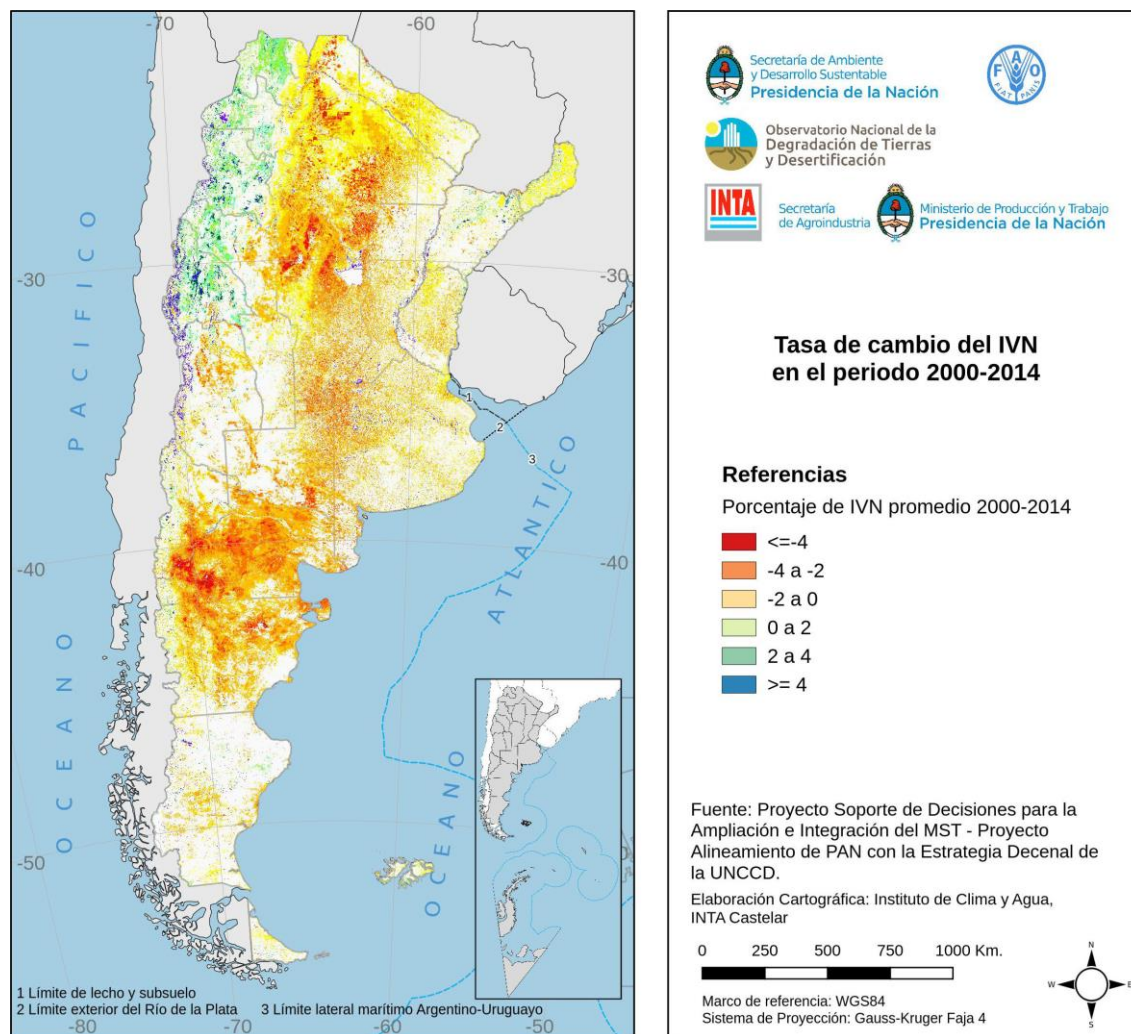 -70
-60
-30
-30
-40
-40
-50
-80
-70
-60
-50
OCEANO PACIFICO
OCEANO ATLANTICO
1
2
3
1 Límite de lecho y subsuelo
2 Límite exterior del Río de la Plata
3 Límite lateral marítimo Argentino-Uruguayo
Secretaría de Ambiente
y Desarrollo Sustentable
Presidencia de la Nación
F A O
FIAT PANIS
Observatorio Nacional de la
Degradación de Tierras
y Desertificación
INTA
Secretaría
de Agroindustria
Ministerio de Producción y Trabajo
Presidencia de la Nación
Tasa de cambio del IVN
en el periodo 2000-2014
Referencias
Porcentaje de IVN promedio 2000-2014
<=-4
-4 a -2
-2 a 0
0 a 2
2 a 4
>= 4
Fuente: Proyecto Soporte de Decisiones para la
Ampliación e Integración del MST - Proyecto
Alineamiento de PAN con la Estrategia Decenal de
la UNCCD.
Elaboración Cartográfica: Instituto de Clima y Agua,
INTA Castelar
0 250 500 750 1000 Km.
Marco de referencia: WGS84
Sistema de Proyección: Gauss-Kruger Faja 4
N
W E
S